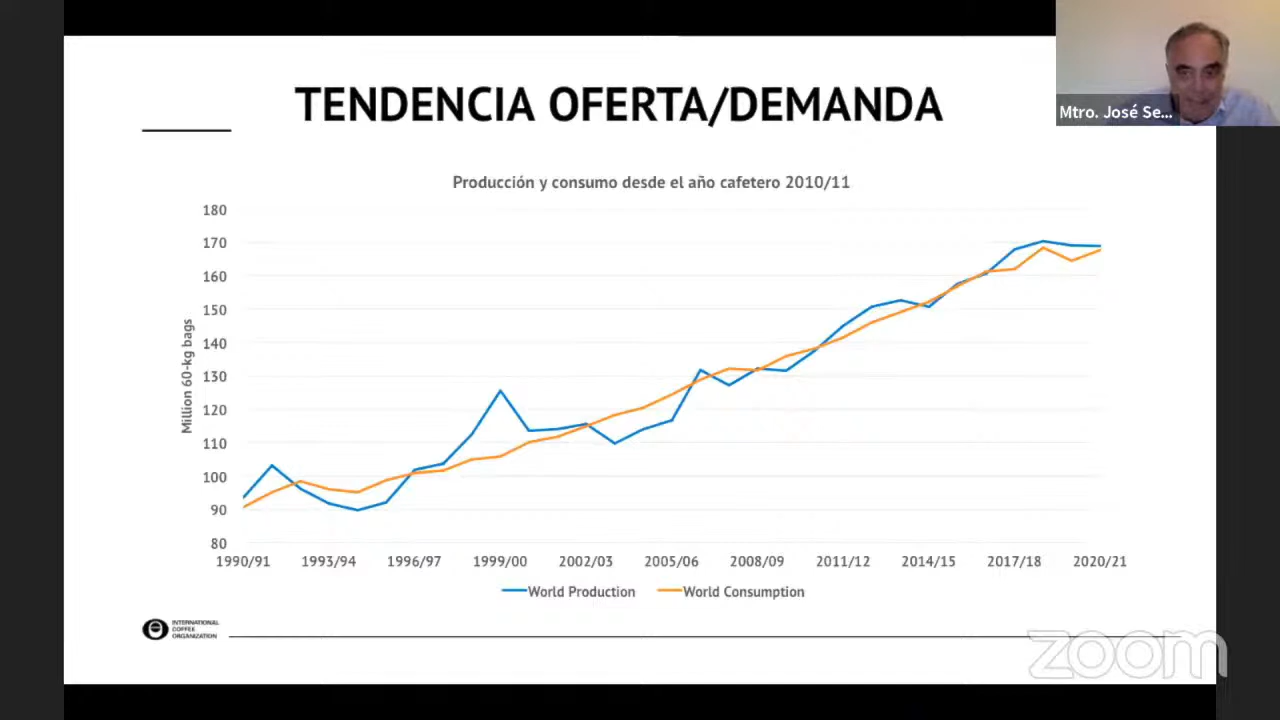 TENDENCIA OFERTA/DEMANDA
Mtro. José Se...
Producción y consumo desde el año cafetero 2010/11
Million 60-kg bags
180
170
160
150
140
130
120
110
100
90
80
1990/91 1993/94 1996/97 1999/00 2002/03 2005/06 2008/09 2011/12 2014/15 2017/18 2020/21
World Production World Consumption
INTERNATIONAL
COFFEE
ORGANIZATION
zoom